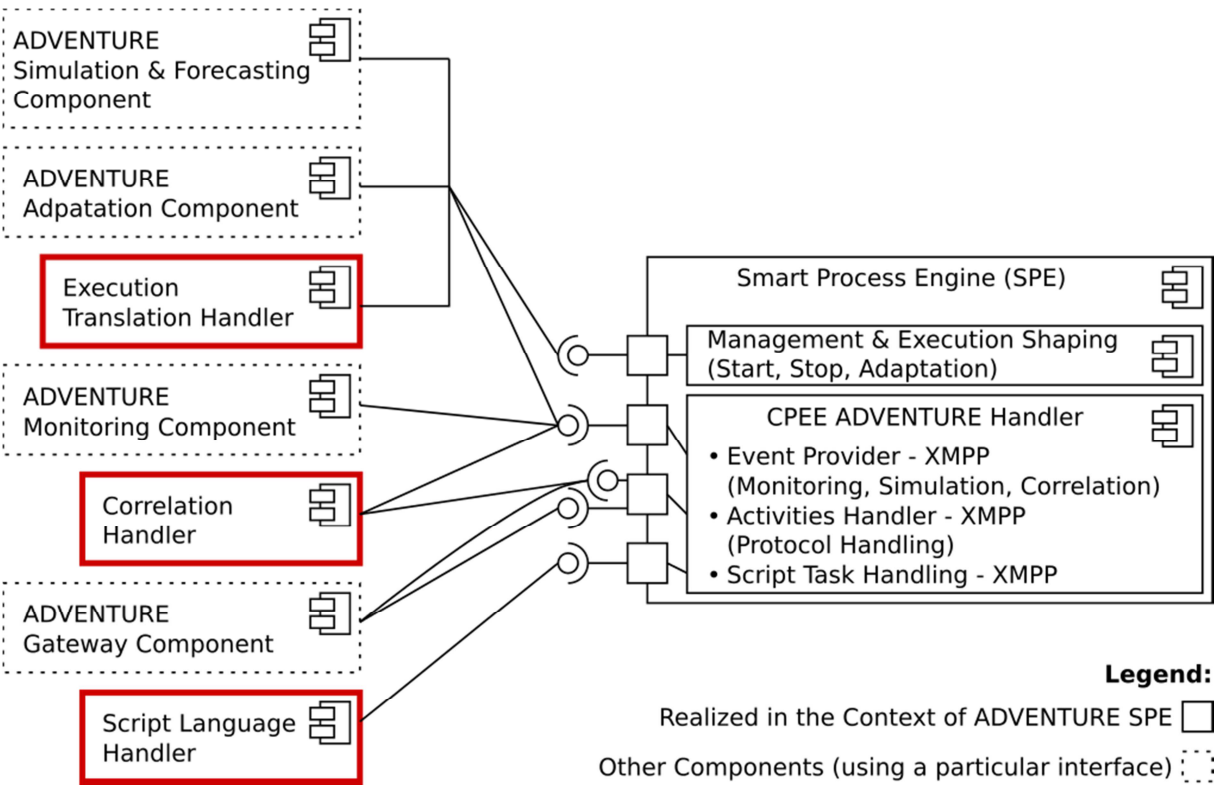 ADVENTURE
Simulation & Forecasting
Component
ADVENTURE
Adpatation Component
Execution
Translation Handler
ADVENTURE
Monitoring Component
Correlation
Handler
ADVENTURE
Gateway Component
Script Language
Handler
Smart Process Engine (SPE)
Management & Execution Shaping
(Start, Stop, Adaptation)
CPEE ADVENTURE Handler
• Event Provider - XMPP
(Monitoring, Simulation, Correlation)
• Activities Handler - XMPP
(Protocol Handling)
• Script Task Handling - XMPP
Legend:
Realized in the Context of ADVENTURE SPE
Other Components (using a particular interface)